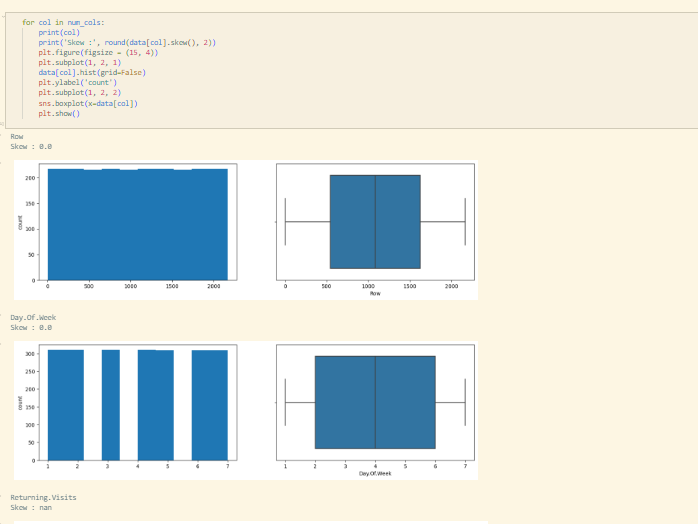 for col in num_cols:
    print(col)
    print('Skew :', round(data[col].skew(), 2))
    plt.figure(figsize = (15, 4))
    plt.subplot(1, 2, 1)
    data[col].hist(grid=False)
    plt.ylabel('count')
    plt.subplot(1, 2, 2)
    sns.boxplot(x=data[col])
    plt.show()
Row
Skew : 0.0
200
150
100
50
0
count
0 500 1000 1500 2000
0 500 1000 1500 2000
Row
Day.Of.Week
Skew : 0.0
300
250
200
150
100
50
0
count
1 2 3 4 5 6 7
1 2 3 4 5 6 7
Day.Of.Week
Returning.Visits
Skew : nan